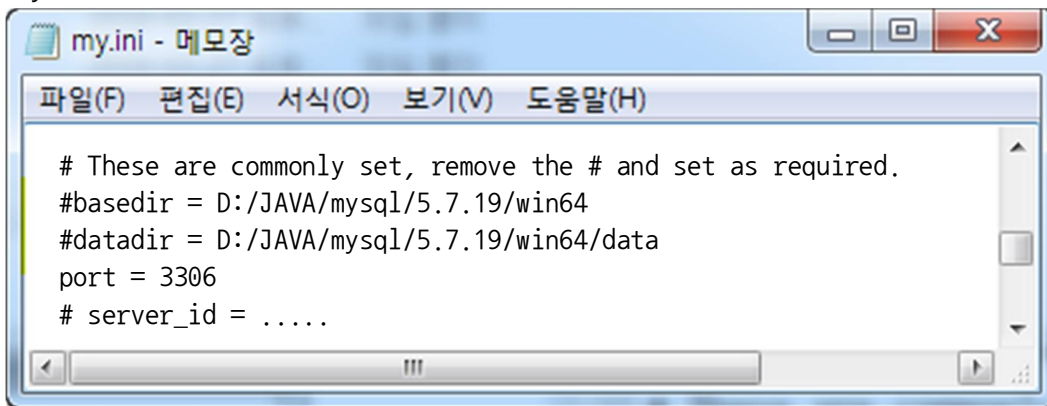 my.ini - 메모장
파일(F) 편집(E) 서식(O) 보기(V) 도움말(H)
# These are commonly set, remove the # and set as required.
#basedir = D:/JAVA/mysql/5.7.19/win64
#datadir = D:/JAVA/mysql/5.7.19/win64/data
port = 3306
# server_id = .....